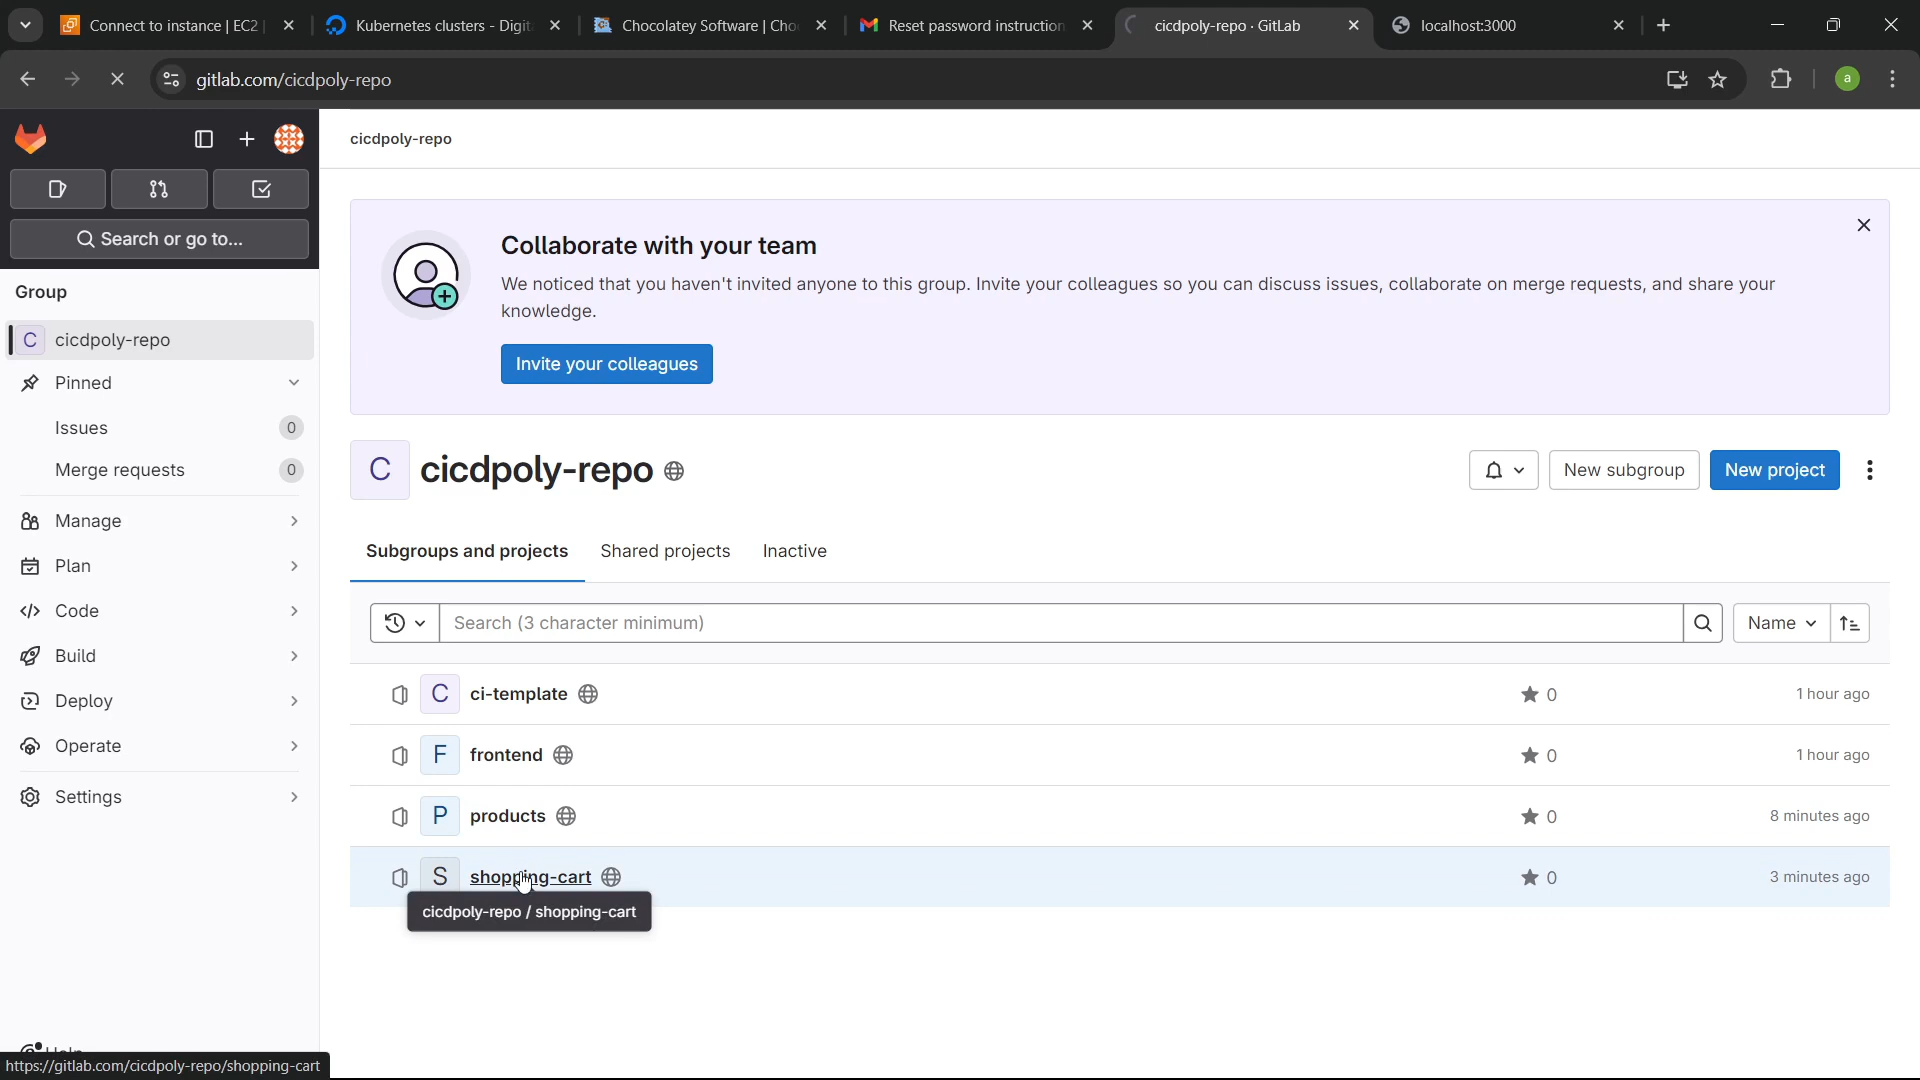 Connect to instance | EC2
Kubernetes clusters - Digit
Chocolatey Software | Cho
Reset password instruction
cicdpoly-repo · GitLab
localhost:3000
gitlab.com/cicdpoly-repo
a
Search or go to...
Group
C cicdpoly-repo
Pinned
Issues 0
Merge requests 0
Manage
Plan
Code
Build
Deploy
Operate
Settings
Help
https://gitlab.com/cicdpoly-repo/shopping-cart
cicdpoly-repo
Collaborate with your team
We noticed that you haven't invited anyone to this group. Invite your colleagues so you can discuss issues, collaborate on merge requests, and share your
knowledge.
Invite your colleagues
C cicdpoly-repo
New subgroup
New project
Subgroups and projects Shared projects Inactive
Search (3 character minimum)
Name
C ci-template 0 1 hour ago
F frontend 0 1 hour ago
P products 0 8 minutes ago
S shopping-cart 0 3 minutes ago
cicdpoly-repo / shopping-cart